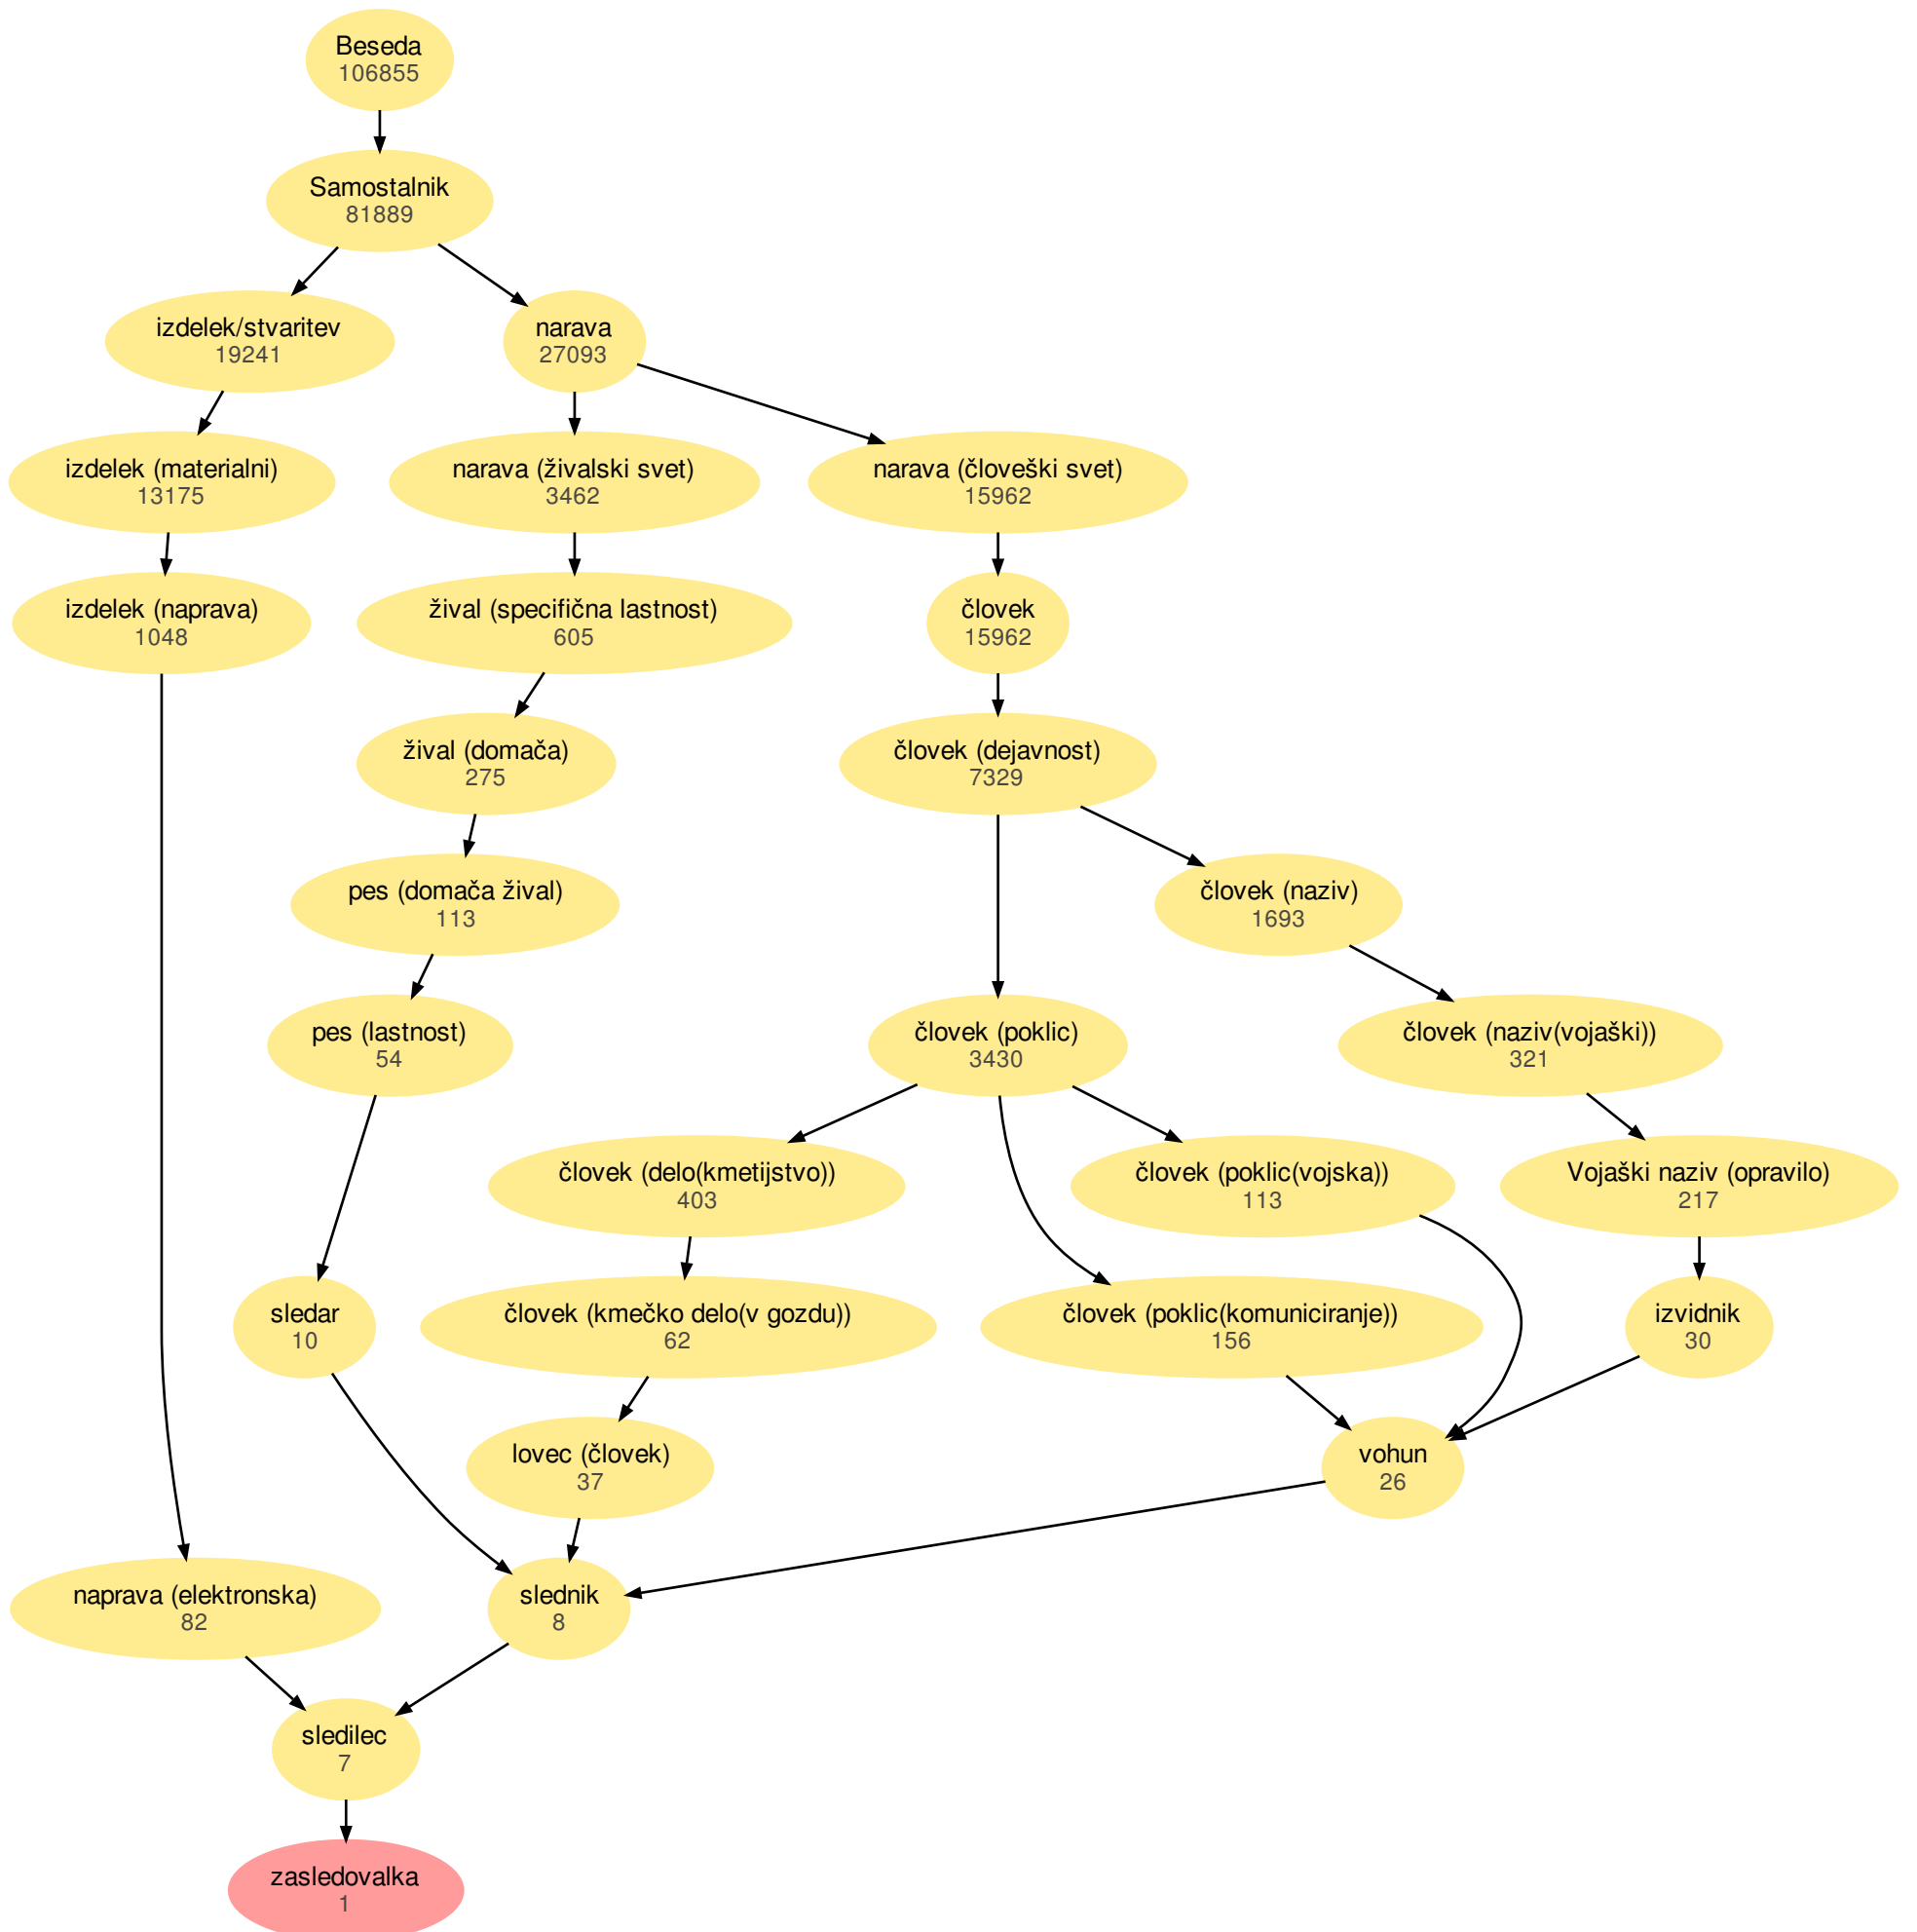 Beseda
106855
Samostalnik
81889
izdelek/stvaritev
19241
narava
27093
izdelek (materialni)
13175
narava (živalski svet)
3462
narava (človeški svet)
15962
izdelek (naprava)
1048
žival (specifična lastnost)
605
človek
15962
žival (domača)
275
človek (dejavnost)
7329
pes (domača žival)
113
človek (naziv)
1693
pes (lastnost)
54
človek (poklic)
3430
človek (naziv(vojaški))
321
človek (delo(kmetijstvo))
403
človek (poklic(vojska))
113
Vojaški naziv (opravilo)
217
sledar
10
človek (kmečko delo(v gozdu))
62
človek (poklic(komuniciranje))
156
izvidnik
30
lovec (človek)
37
vohun
26
naprava (elektronska)
82
slednik
8
sledilec
7
zasledovalka
1